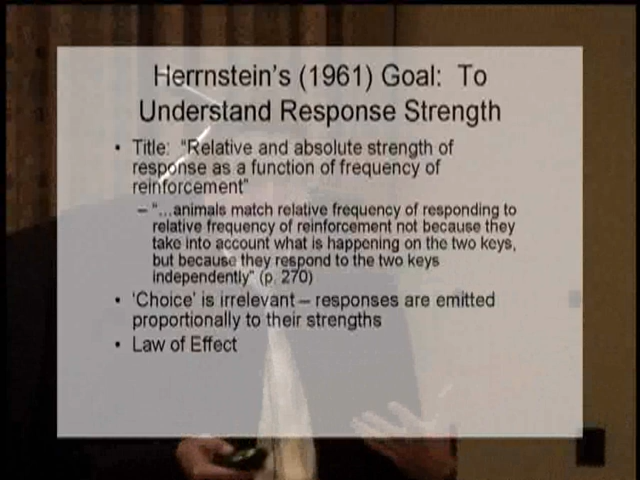 Herrnstein's (1961) Goal: To
Understand Response Strength
• Title: "Relative and absolute strength of
response as a function of frequency of
reinforcement"
– "...animals match relative frequency of responding to
relative frequency of reinforcement not because they
take into account what is happening on the two keys,
but because they respond to the two keys
independently" (p. 270)
• 'Choice' is irrelevant – responses are emitted
proportionally to their strengths
• Law of Effect